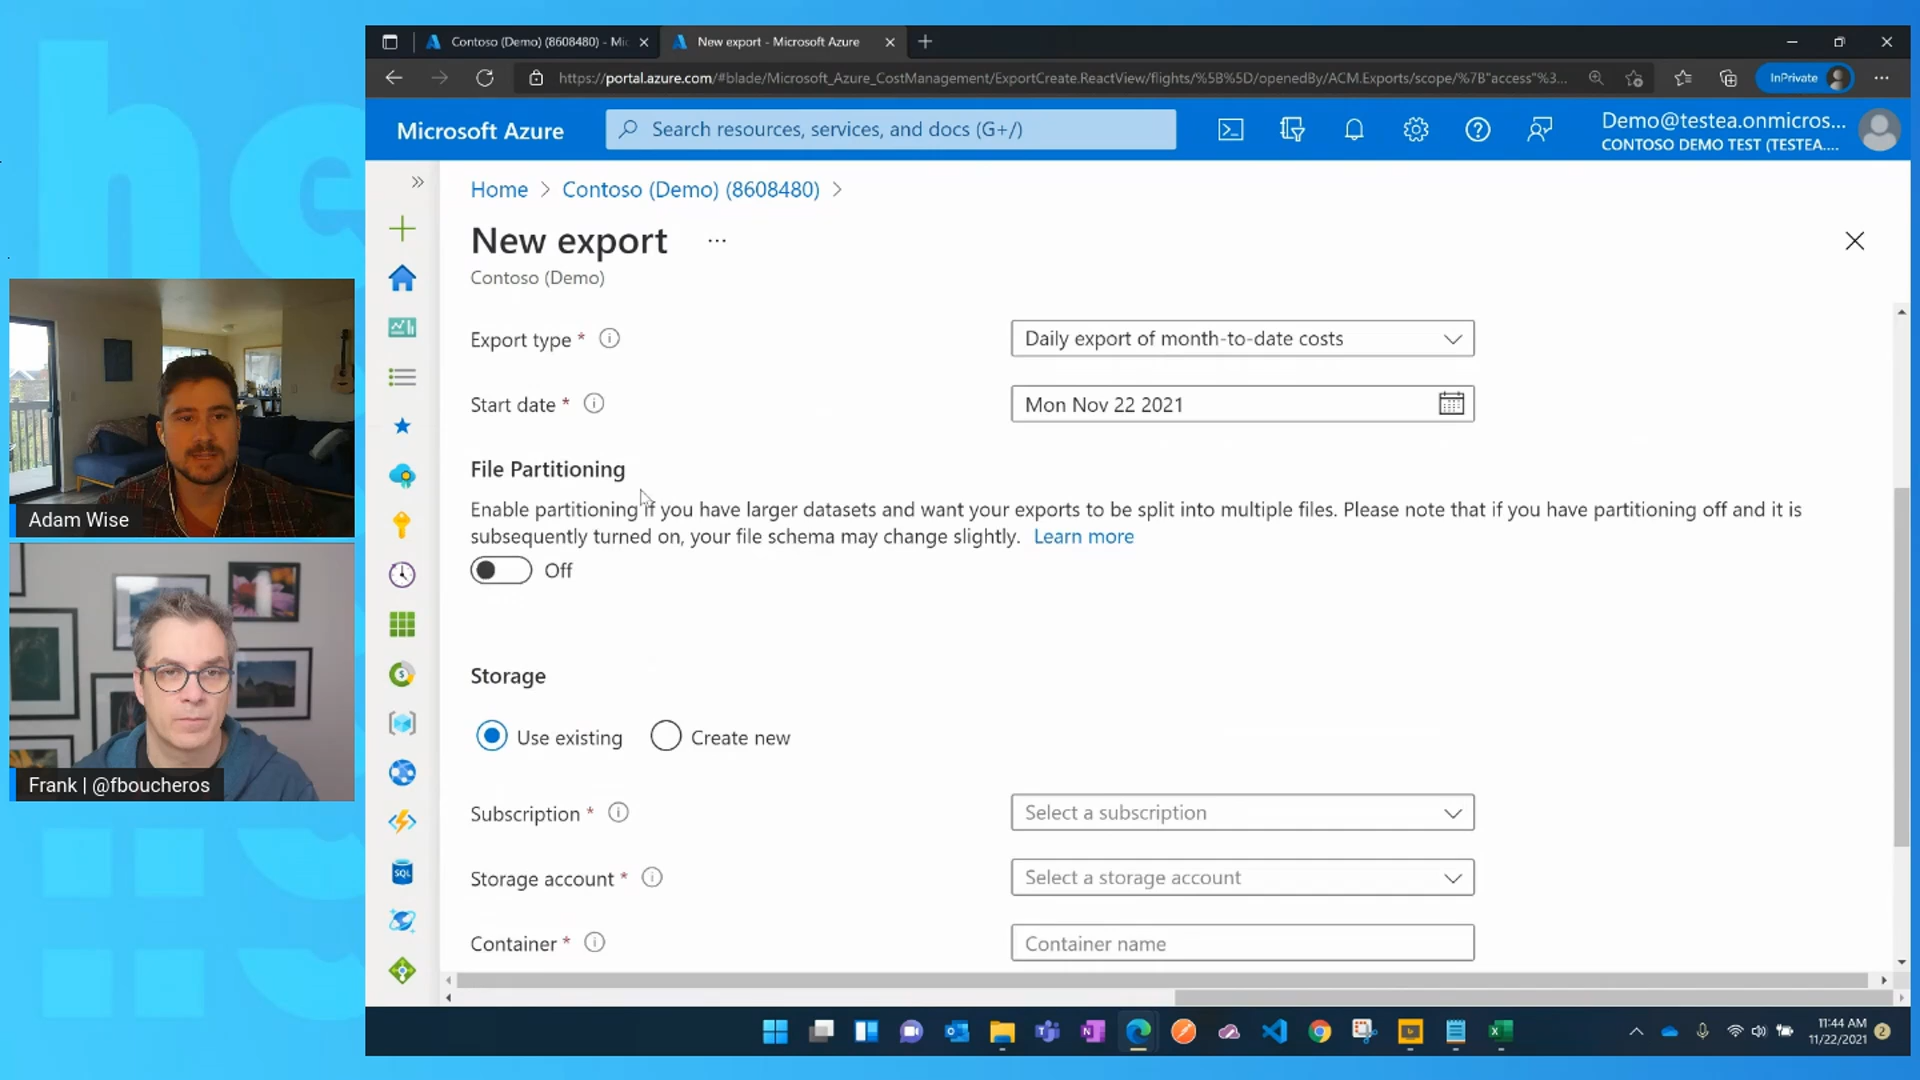 Contoso (Demo) (8608480) - Mic
New export - Microsoft Azure
https://portal.azure.com/#blade/Microsoft_Azure_CostManagement/ExportCreate.ReactView/flights/%5B%5D/openedBy/ACM.Exports/scope/%7B"access"%3...
InPrivate
Microsoft Azure
Search resources, services, and docs (G+/)
Demo@testea.onmicros...
CONTOSO DEMO TEST (TESTEA....
Home > Contoso (Demo) (8608480) >
New export ...
Contoso (Demo)
Export type *
Daily export of month-to-date costs
Start date *
Mon Nov 22 2021
File Partitioning
Enable partitioning if you have larger datasets and want your exports to be split into multiple files. Please note that if you have partitioning off and it is
subsequently turned on, your file schema may change slightly. Learn more
Off
Storage
Use existing
Create new
Subscription *
Select a subscription
Storage account *
Select a storage account
Container *
Container name
SQL
11:44 AM
11/22/2021
2
Adam Wise
Frank | @fboucheros